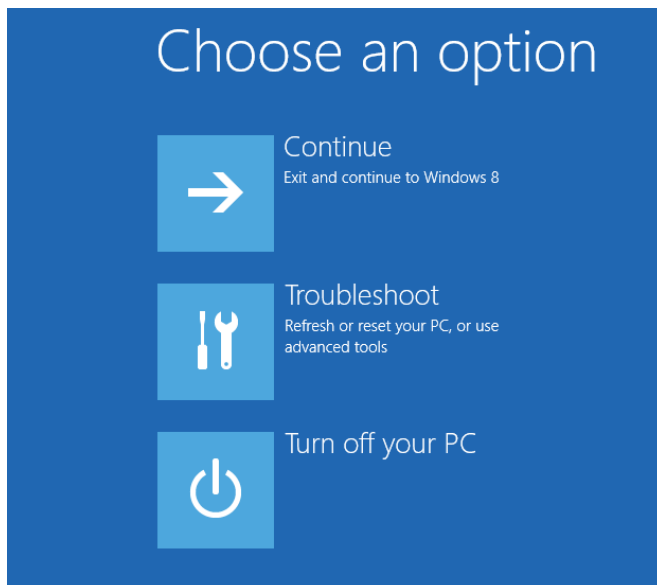 Choose an option
Continue
Exit and continue to Windows 8
Troubleshoot
Refresh or reset your PC, or use
advanced tools
Turn off your PC